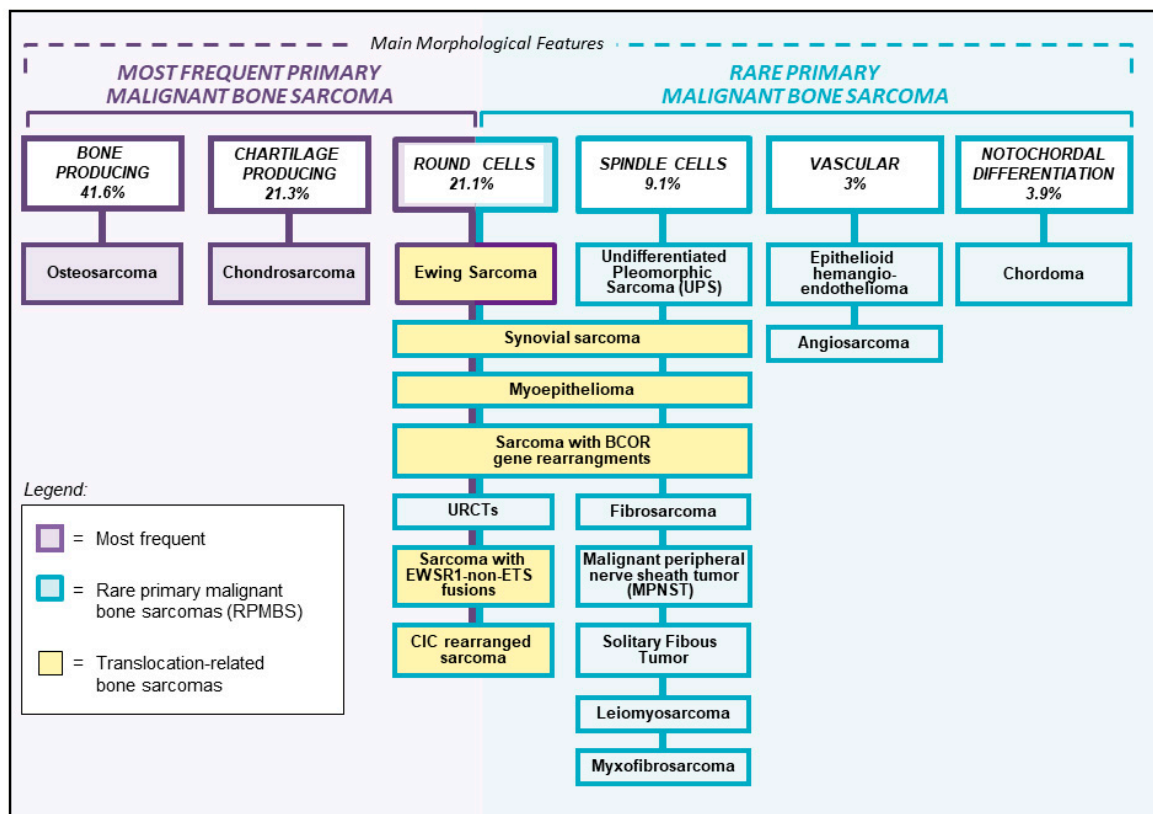 Main Morphological Features
MOST FREQUENT PRIMARY
MALIGNANT BONE SARCOMA
RARE PRIMARY
MALIGNANT BONE SARCOMA
BONE
PRODUCING
41.6%
CHARTILAGE
PRODUCING
21.3%
ROUND CELLS
21.1%
SPINDLE CELLS
9.1%
VASCULAR
3%
NOTOCHORDAL
DIFFERENTIATION
3.9%
Osteosarcoma
Chondrosarcoma
Ewing Sarcoma
Undifferentiated
Pleomorphic
Sarcoma (UPS)
Epithelioid
hemangio-
endothelioma
Chordoma
Synovial sarcoma
Angiosarcoma
Myoepithelioma
Sarcoma with BCOR
gene rearrangments
URCTs
Fibrosarcoma
Sarcoma with
EWSR1-non-ETS
fusions
Malignant peripheral
nerve sheath tumor
(MPNST)
CIC rearranged
sarcoma
Solitary Fibous
Tumor
Leiomyosarcoma
Myxofibrosarcoma
Legend:
= Most frequent
= Rare primary malignant
bone sarcomas (RPMBS)
= Translocation-related
bone sarcomas